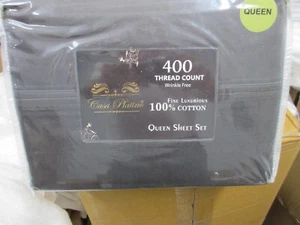 QUEEN
400
THREAD COUNT
Wrinkle Free
Casa Platino
FINE LUXURIOUS
100% COTTON
QUEEN SHEET SET